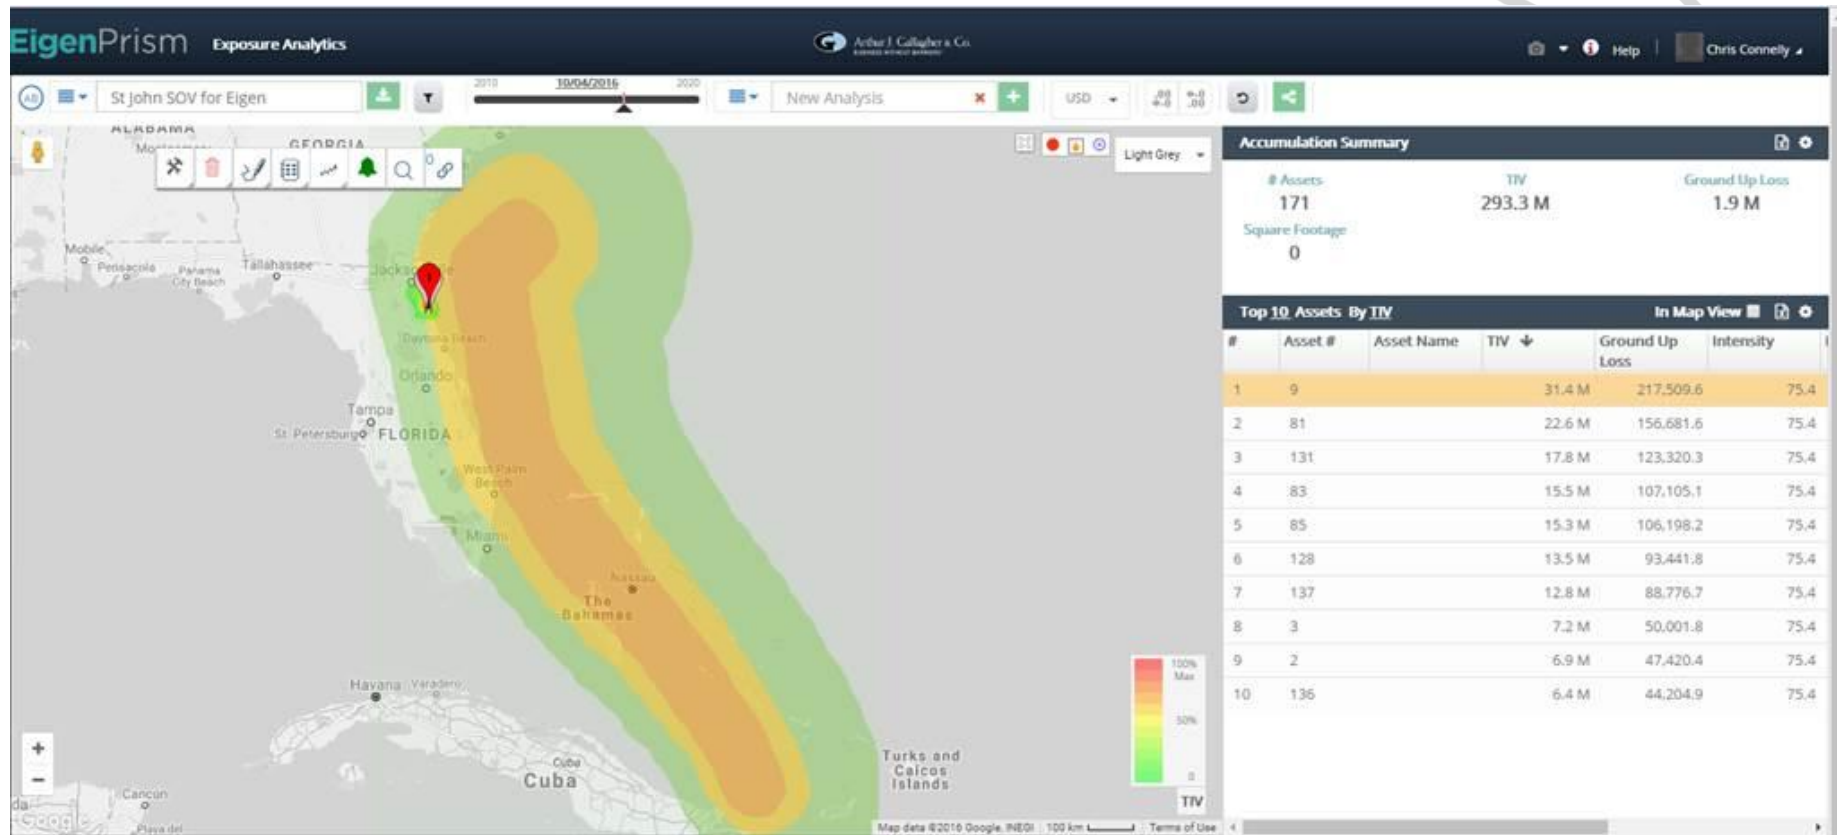 EigenPrism Exposure Analytics Arthur J. Gallagher & Co. Help Chris Connelly
BUSINESS WITHOUT BARRIERS
AB St John SOV for Eigen 2010 10/04/2016 2020 New Analysis USD
ALABAMA
GEORGIA
Light Grey
Mobile
Pensacola
Panama City Beach
Tallahassee
Daytona Beach
Orlando
Tampa
St. Petersburg
FLORIDA
West Palm
Beach
Miami
Nassau
The
Bahamas
Havana Varadero
Cuba
Cuba
Turks and
Caicos
Islands
Cancún
Playa del
Google
100%
Max
50%
0
TIV
Map data ©2016 Google, INEGI 100 km Terms of Use
Accumulation Summary
# Assets TIV Ground Up Loss
171 293.3 M 1.9 M
Square Footage
0
Top 10 Assets By TIV In Map View
# Asset # Asset Name TIV Ground Up Loss Intensity
1 9 31.4 M 217,509.6 75.4
2 81 22.6 M 156,681.6 75.4
3 131 17.8 M 123,320.3 75.4
4 83 15.5 M 107,105.1 75.4
5 85 15.3 M 106,198.2 75.4
6 128 13.5 M 93,441.8 75.4
7 137 12.8 M 88,776.7 75.4
8 3 7.2 M 50,001.8 75.4
9 2 6.9 M 47,420.4 75.4
10 136 6.4 M 44,204.9 75.4